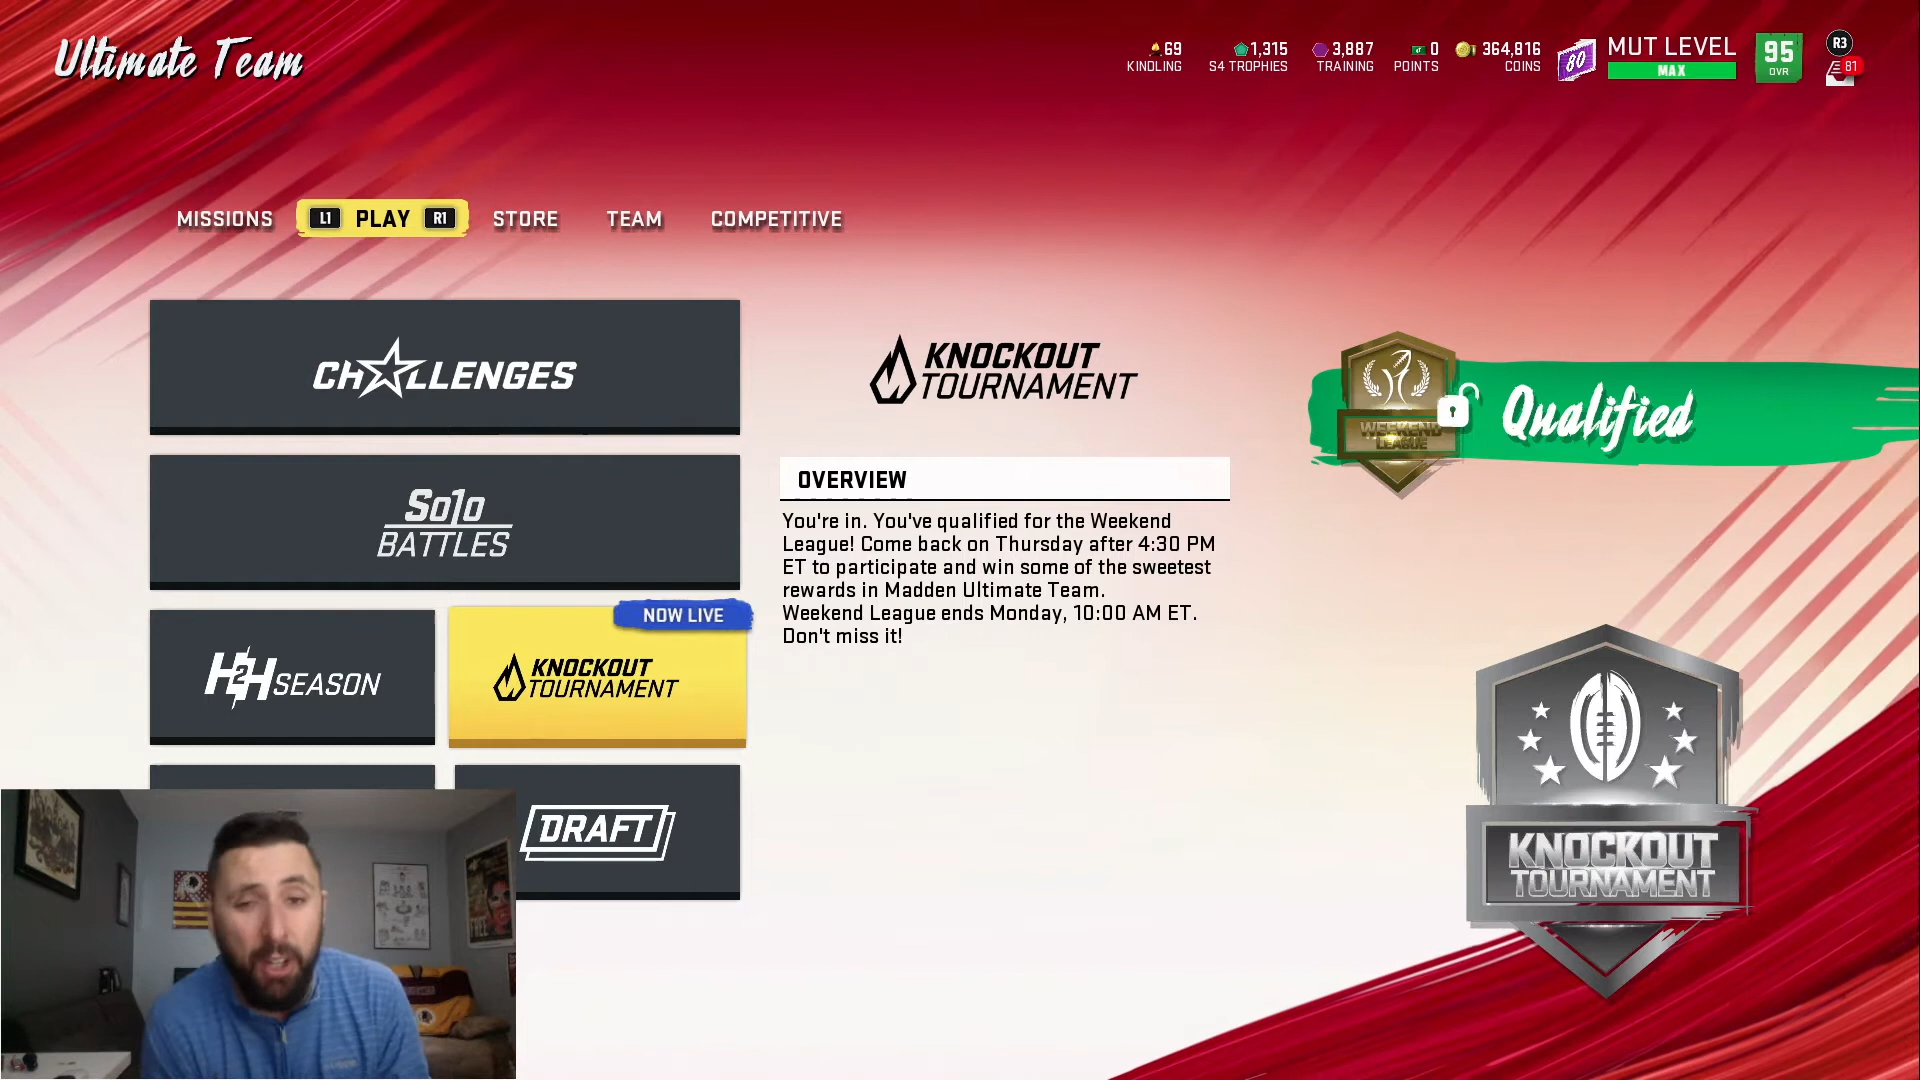 Ultimate Team
69
KINDLING
1,315
S4 TROPHIES
3,887
TRAINING
0
POINTS
364,816
COINS
80
MUT LEVEL
MAX
95
OVR
R3
81
MISSIONS
L1 PLAY R1
STORE
TEAM
COMPETITIVE
CHALLENGES
KNOCKOUT
TOURNAMENT
WEEKEND
LEAGUE
Qualified
OVERVIEW
You're in. You've qualified for the Weekend
League! Come back on Thursday after 4:30 PM
ET to participate and win some of the sweetest
rewards in Madden Ultimate Team.
Weekend League ends Monday, 10:00 AM ET.
Don't miss it!
Solo
BATTLES
NOW LIVE
H2H SEASON
KNOCKOUT
TOURNAMENT
DRAFT
KNOCKOUT
TOURNAMENT